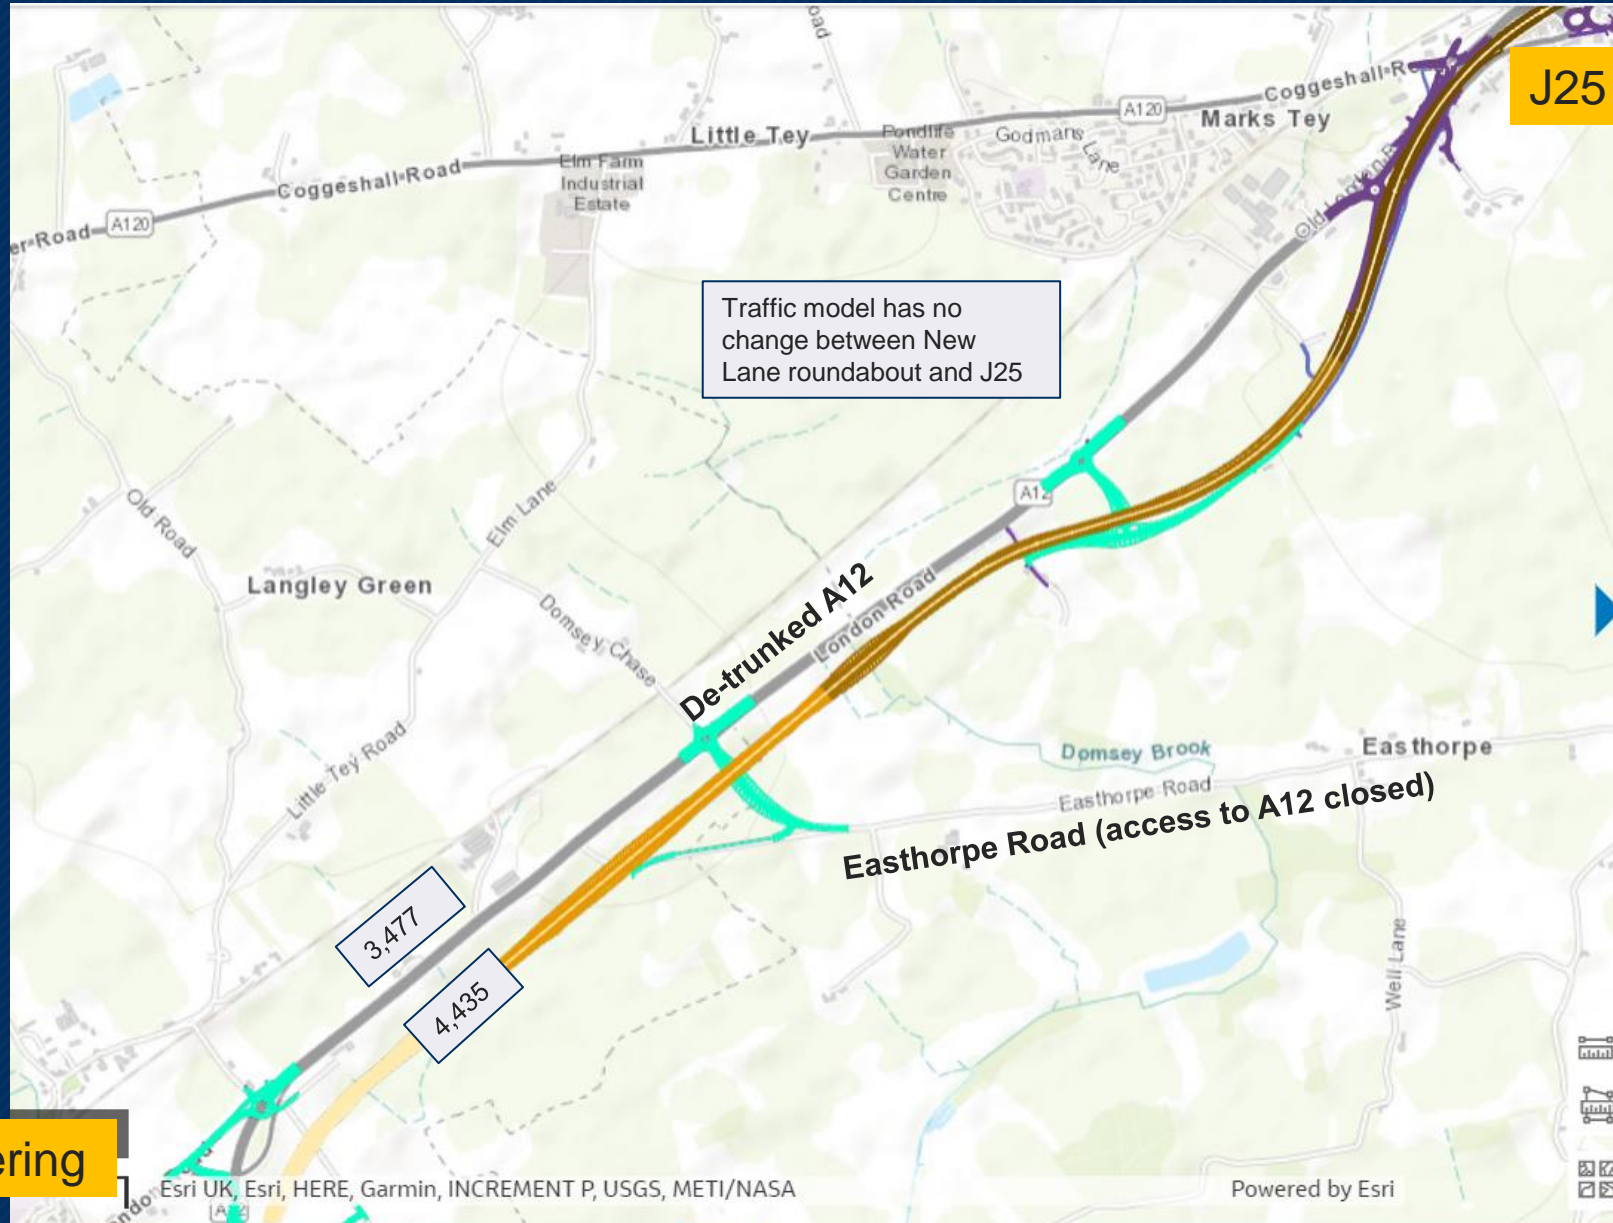 J25
Coggeshall Ro
A120
Marks Tey
Little Tey
Pondlife
Water
Garden
Centre
Godmans Lane
Elm Farm
Industrial
Estate
Coggeshall Road
A120
er Road
Traffic model has no
change between New
Lane roundabout and J25
A12
Old Road
Elm Lane
Langley Green
Domsey Chase
De-trunked A12
London Road
Little Tey Road
Domsey Brook
Easthorpe
Easthorpe Road
Easthorpe Road (access to A12 closed)
3,477
4,435
Well Lane
ering
Esri UK, Esri, HERE, Garmin, INCREMENT P, USGS, METI/NASA
Powered by Esri